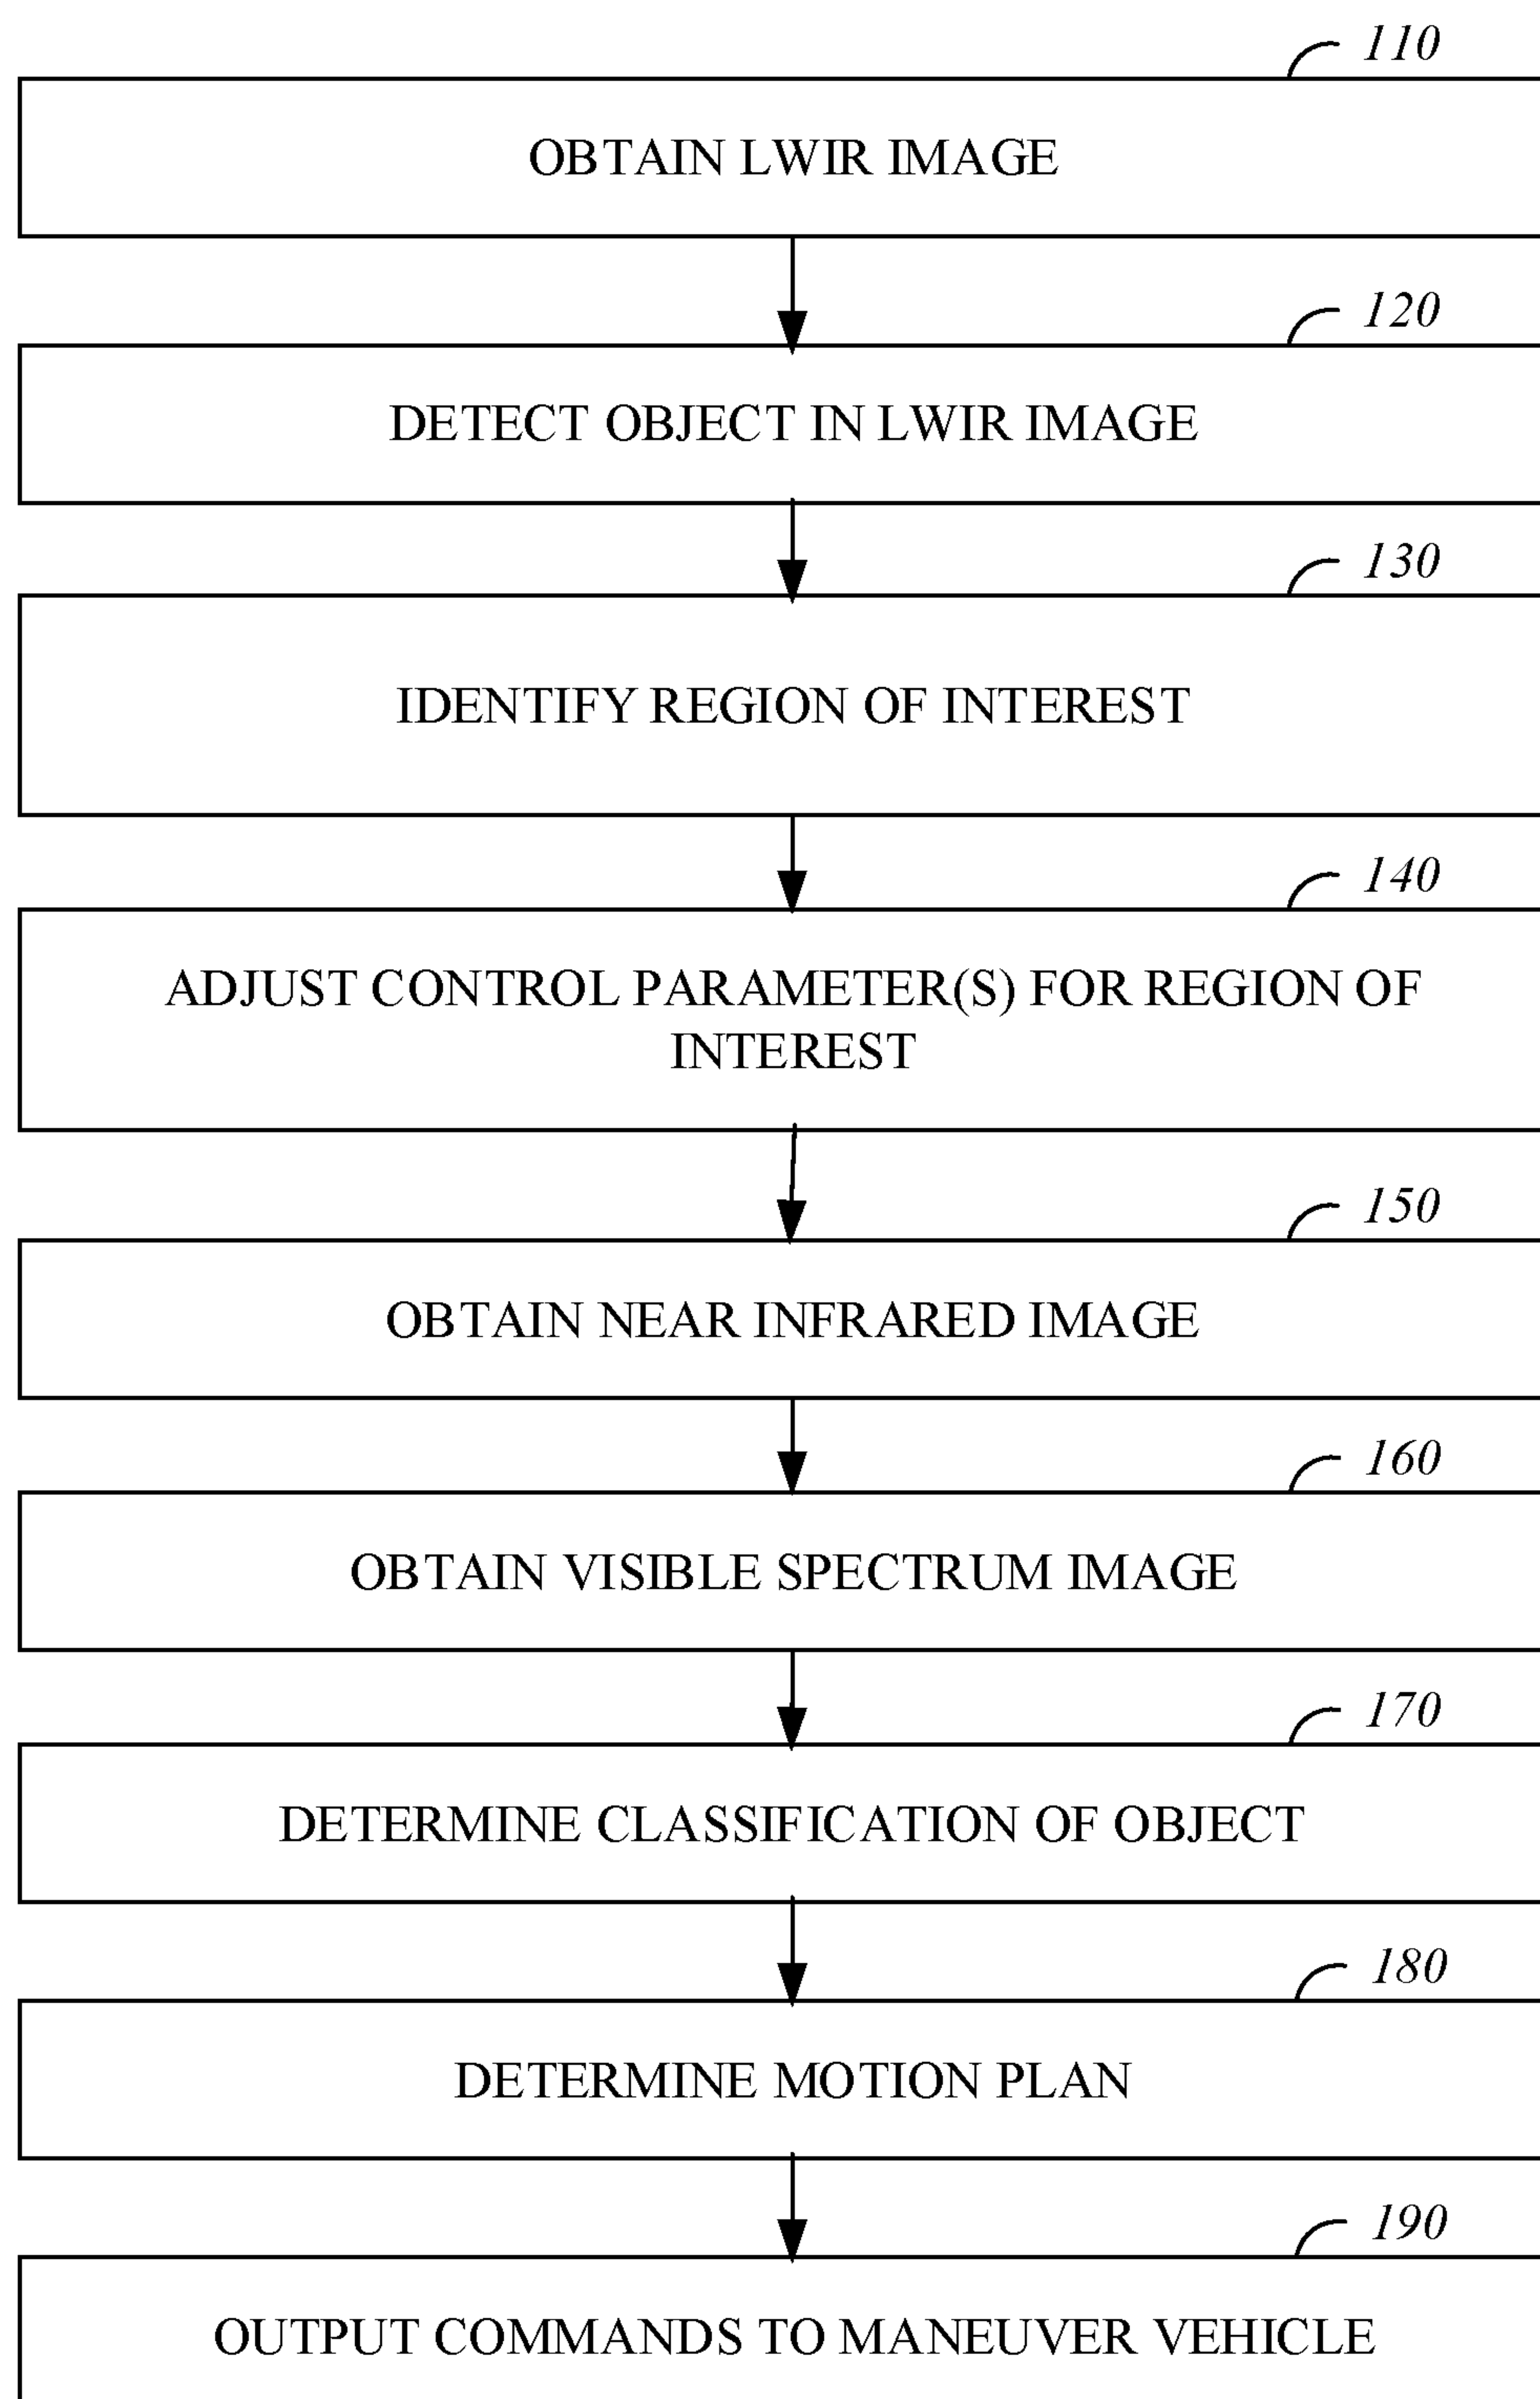 110
OBTAIN LWIR IMAGE
120
DETECT OBJECT IN LWIR IMAGE
130
IDENTIFY REGION OF INTEREST
140
ADJUST CONTROL PARAMETER(S) FOR REGION OF
INTEREST
150
OBTAIN NEAR INFRARED IMAGE
160
OBTAIN VISIBLE SPECTRUM IMAGE
170
DETERMINE CLASSIFICATION OF OBJECT
180
DETERMINE MOTION PLAN
190
OUTPUT COMMANDS TO MANEUVER VEHICLE